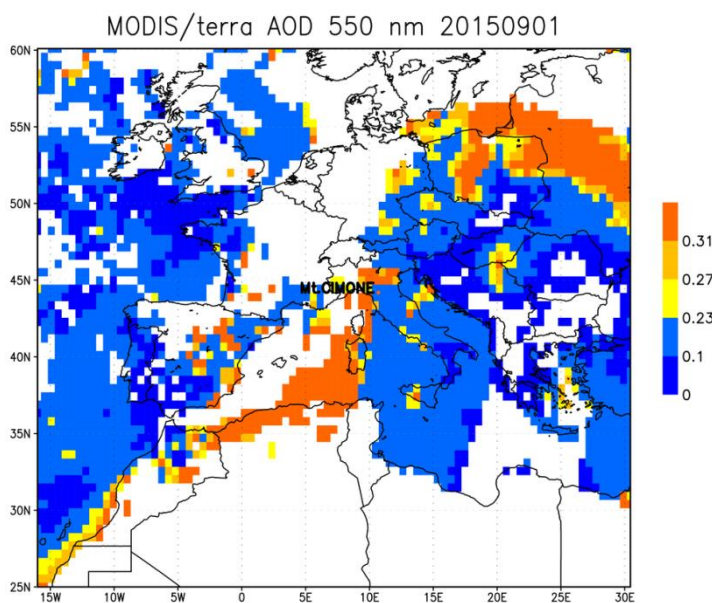 MODIS/terra AOD 550 nm 20150901
60N
55N
50N
45N
40N
35N
30N
25N
Mt.CIMONE
15W
10W
5W
0
5E
10E
15E
20E
25E
30E
0.31
0.27
0.23
0.1
0